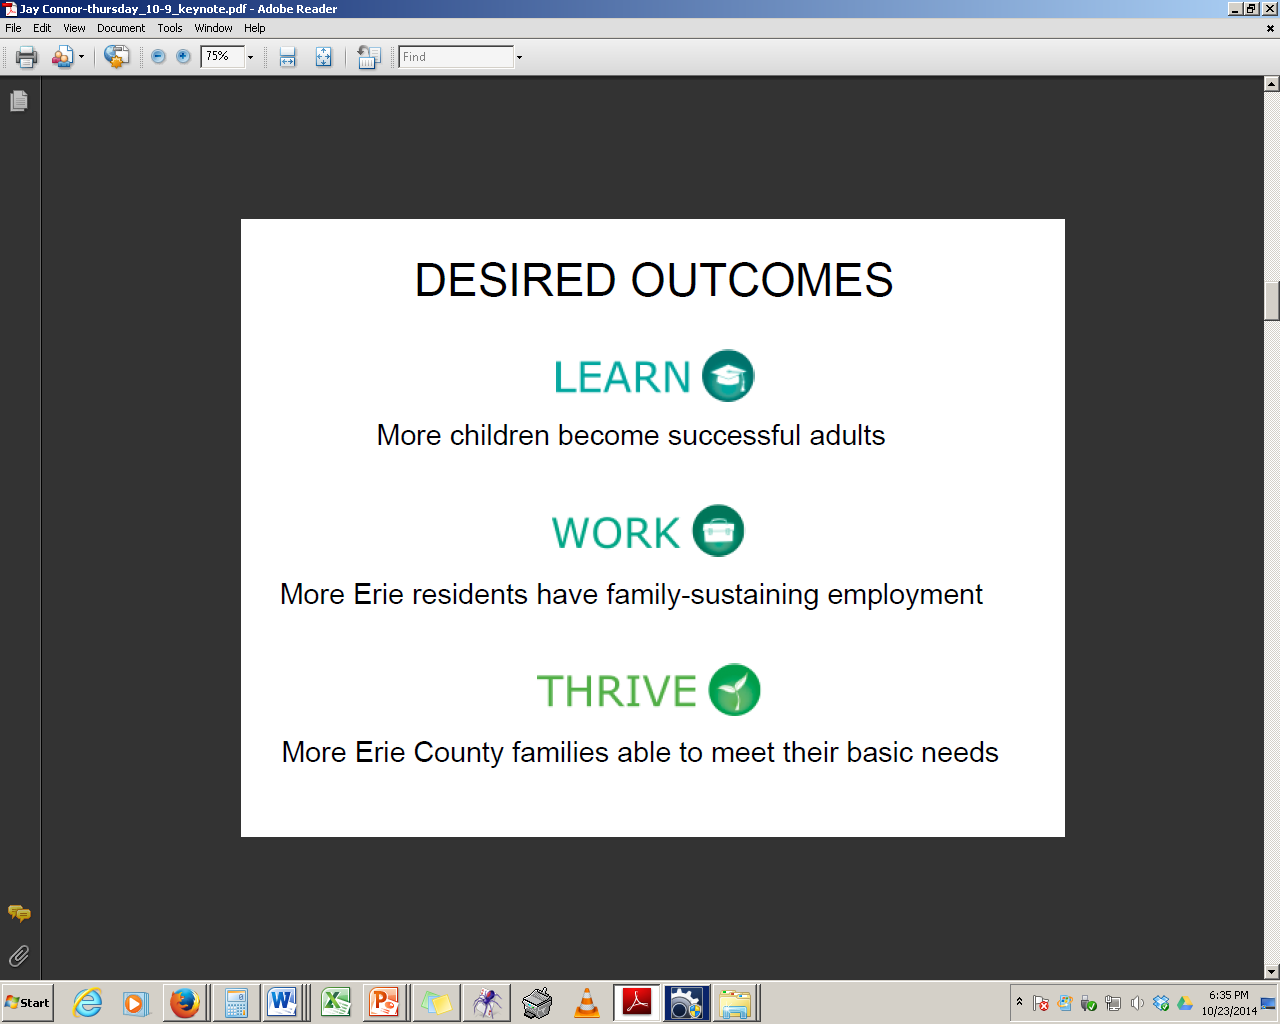 Jay Connor-thursday_10-9_keynote.pdf - Adobe Reader
File Edit View Document Tools Window Help
75%
Find
DESIRED OUTCOMES
LEARN
More children become successful adults
WORK
More Erie residents have family-sustaining employment
THRIVE
More Erie County families able to meet their basic needs
Start
6:35 PM
10/23/2014